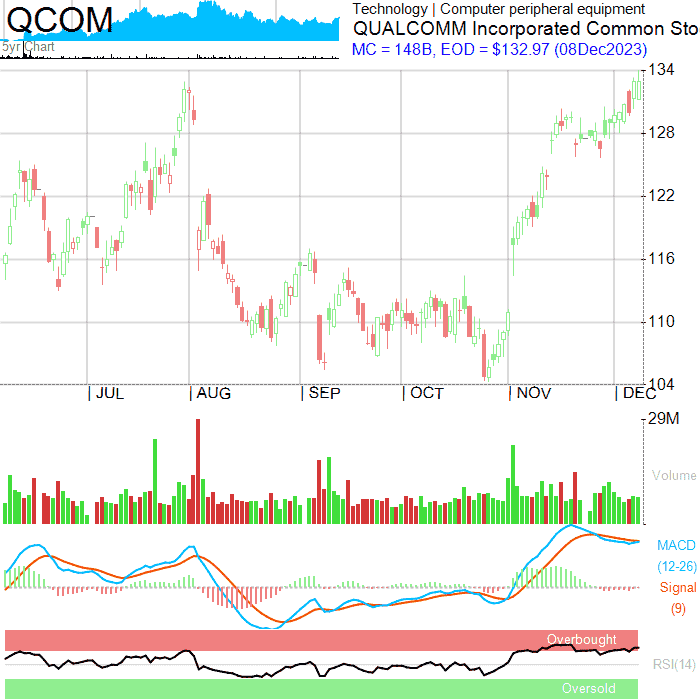 QCOM
5yr Chart
Technology | Computer peripheral equipment
QUALCOMM Incorporated Common Sto
MC = 148B, EOD = $132.97 (08Dec2023)
134
128
122
116
110
104
| JUL | AUG | SEP | OCT | NOV | DEC
29M
Volume
MACD
(12-26)
Signal
(9)
Overbought
RSI(14)
Oversold